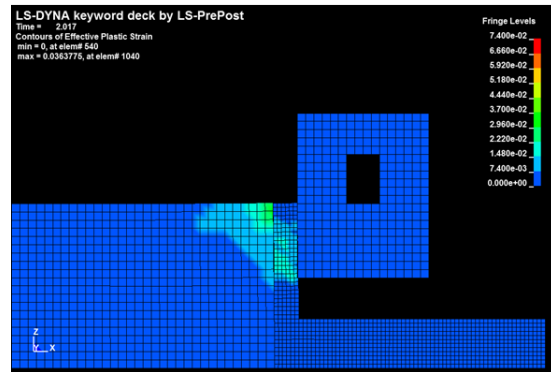 LS-DYNA keyword deck by LS-PrePost
Time = 2.017
Contours of Effective Plastic Strain
min = 0, at elem# 540
max = 0.0363775, at elem# 1040
Fringe Levels
7.400e-02
6.660e-02
5.920e-02
5.180e-02
4.440e-02
3.700e-02
2.960e-02
2.220e-02
1.480e-02
7.400e-03
0.000e+00
Z
Y X